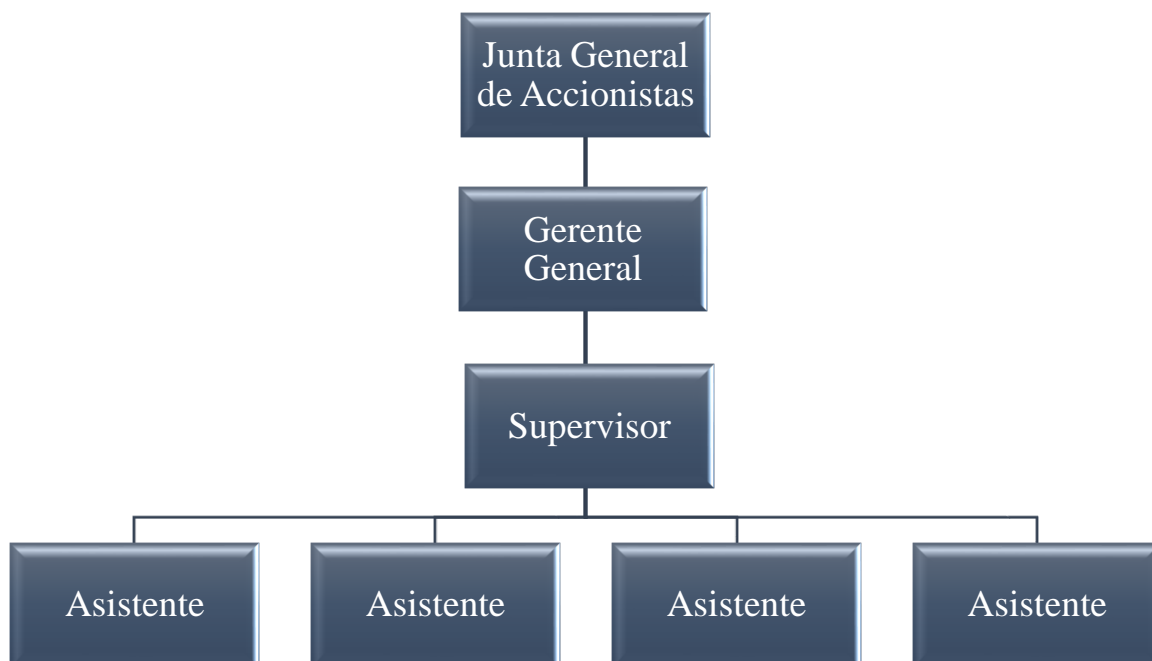 Junta General
de Accionistas
Gerente
General
Supervisor
Asistente
Asistente
Asistente
Asistente